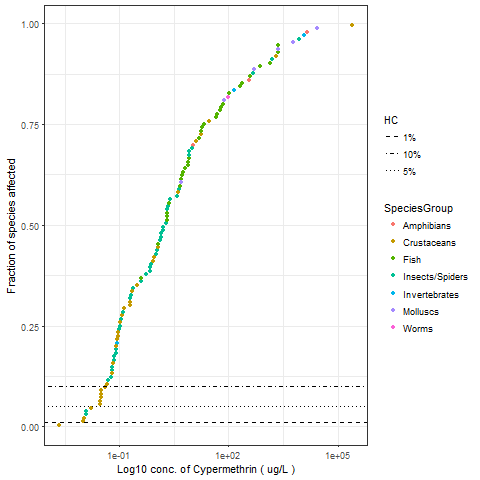 1.00
0.75
0.50
0.25
0.00
Fraction of species affected
1e-01
1e+02
1e+05
Log10 conc. of Cypermethrin ( ug/L )
HC
1%
10%
5%
SpeciesGroup
Amphibians
Crustaceans
Fish
Insects/Spiders
Invertebrates
Molluscs
Worms